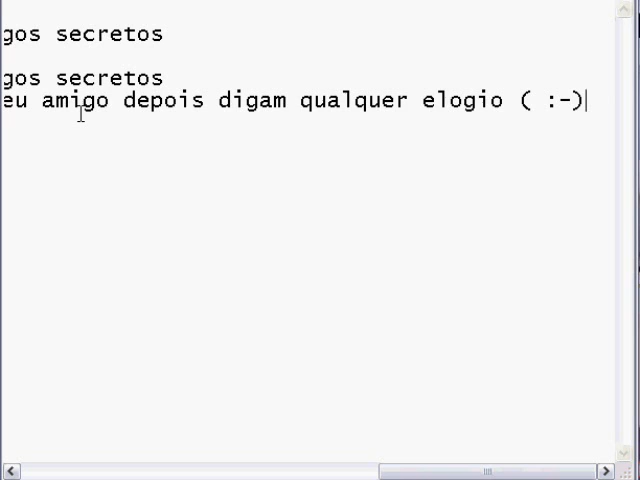 gos secretos
gos secretos
eu amigo depois digam qualquer elogio ( :-)